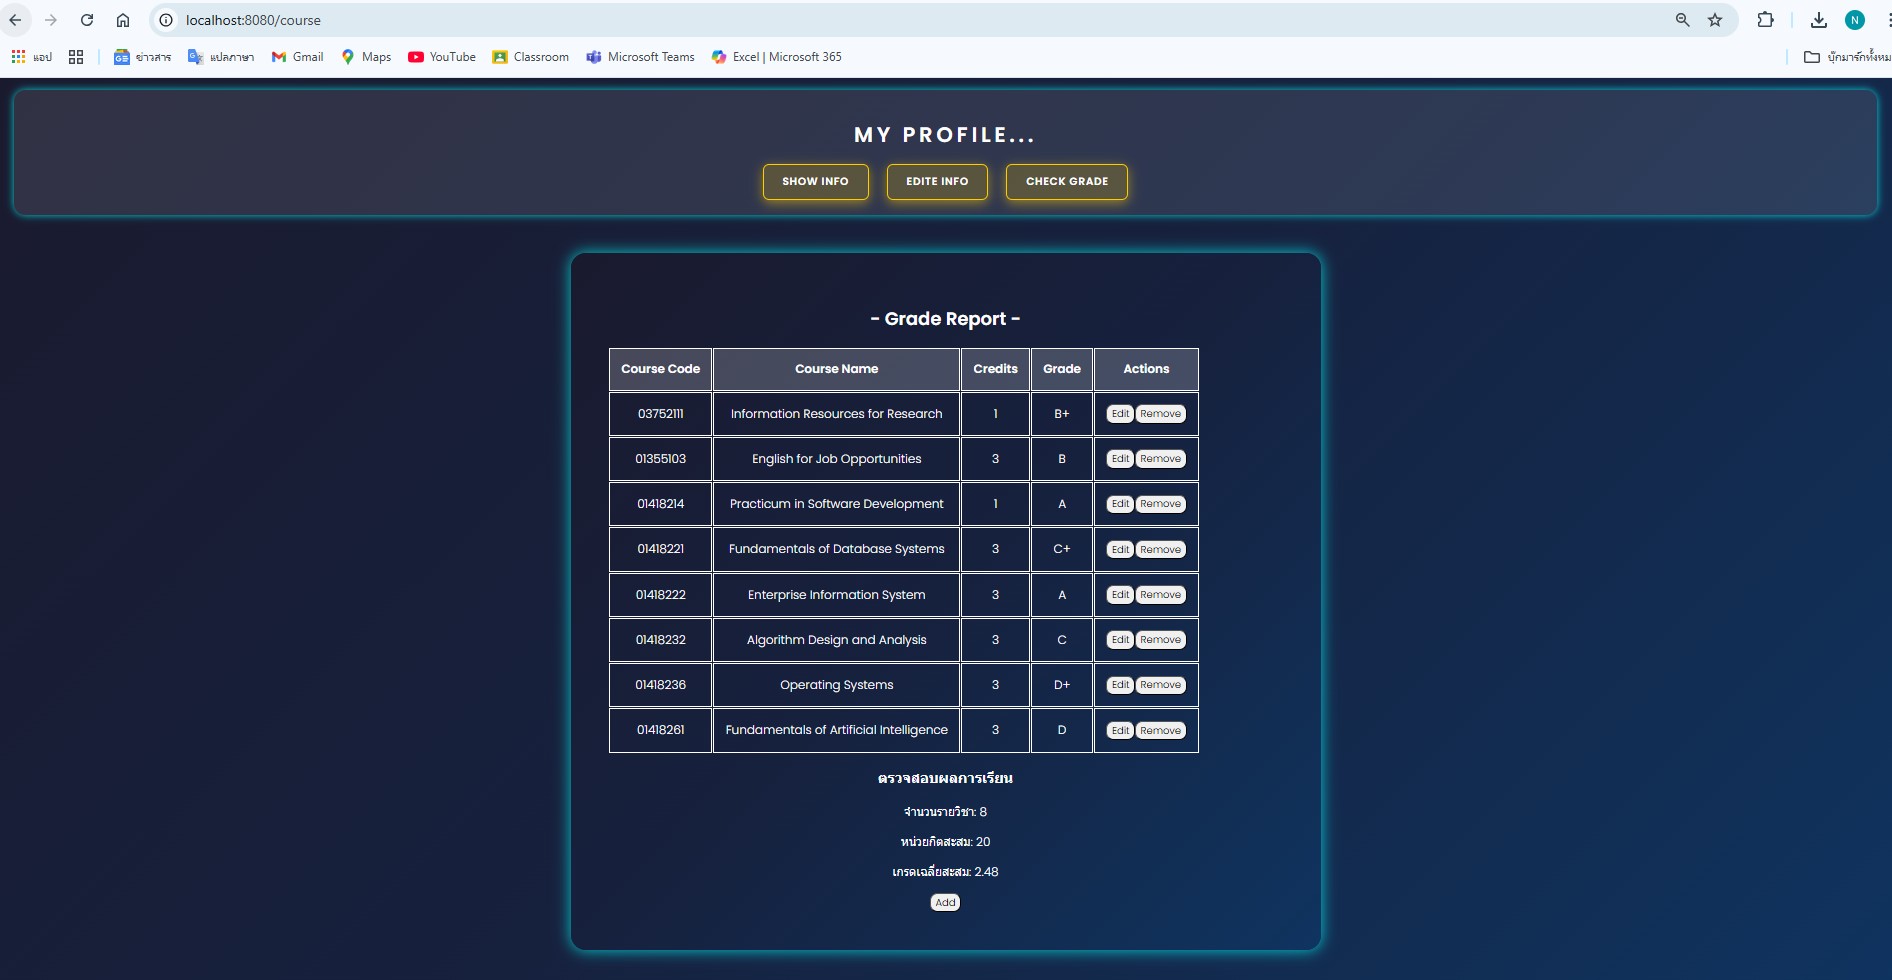 localhost:8080/course
N
แอป ข่าวสาร แปลภาษา Gmail Maps YouTube Classroom Microsoft Teams Excel | Microsoft 365 บุ๊กมาร์กทั้งหม
MY PROFILE...
SHOW INFO EDITE INFO CHECK GRADE
- Grade Report -
Course Code Course Name Credits Grade Actions
03752111 Information Resources for Research 1 B+ Edit Remove
01355103 English for Job Opportunities 3 B Edit Remove
01418214 Practicum in Software Development 1 A Edit Remove
01418221 Fundamentals of Database Systems 3 C+ Edit Remove
01418222 Enterprise Information System 3 A Edit Remove
01418232 Algorithm Design and Analysis 3 C Edit Remove
01418236 Operating Systems 3 D+ Edit Remove
01418261 Fundamentals of Artificial Intelligence 3 D Edit Remove
ตรวจสอบผลการเรียน
จำนวนรายวิชา: 8
หน่วยกิตสะสม: 20
เกรดเฉลี่ยสะสม: 2.48
Add